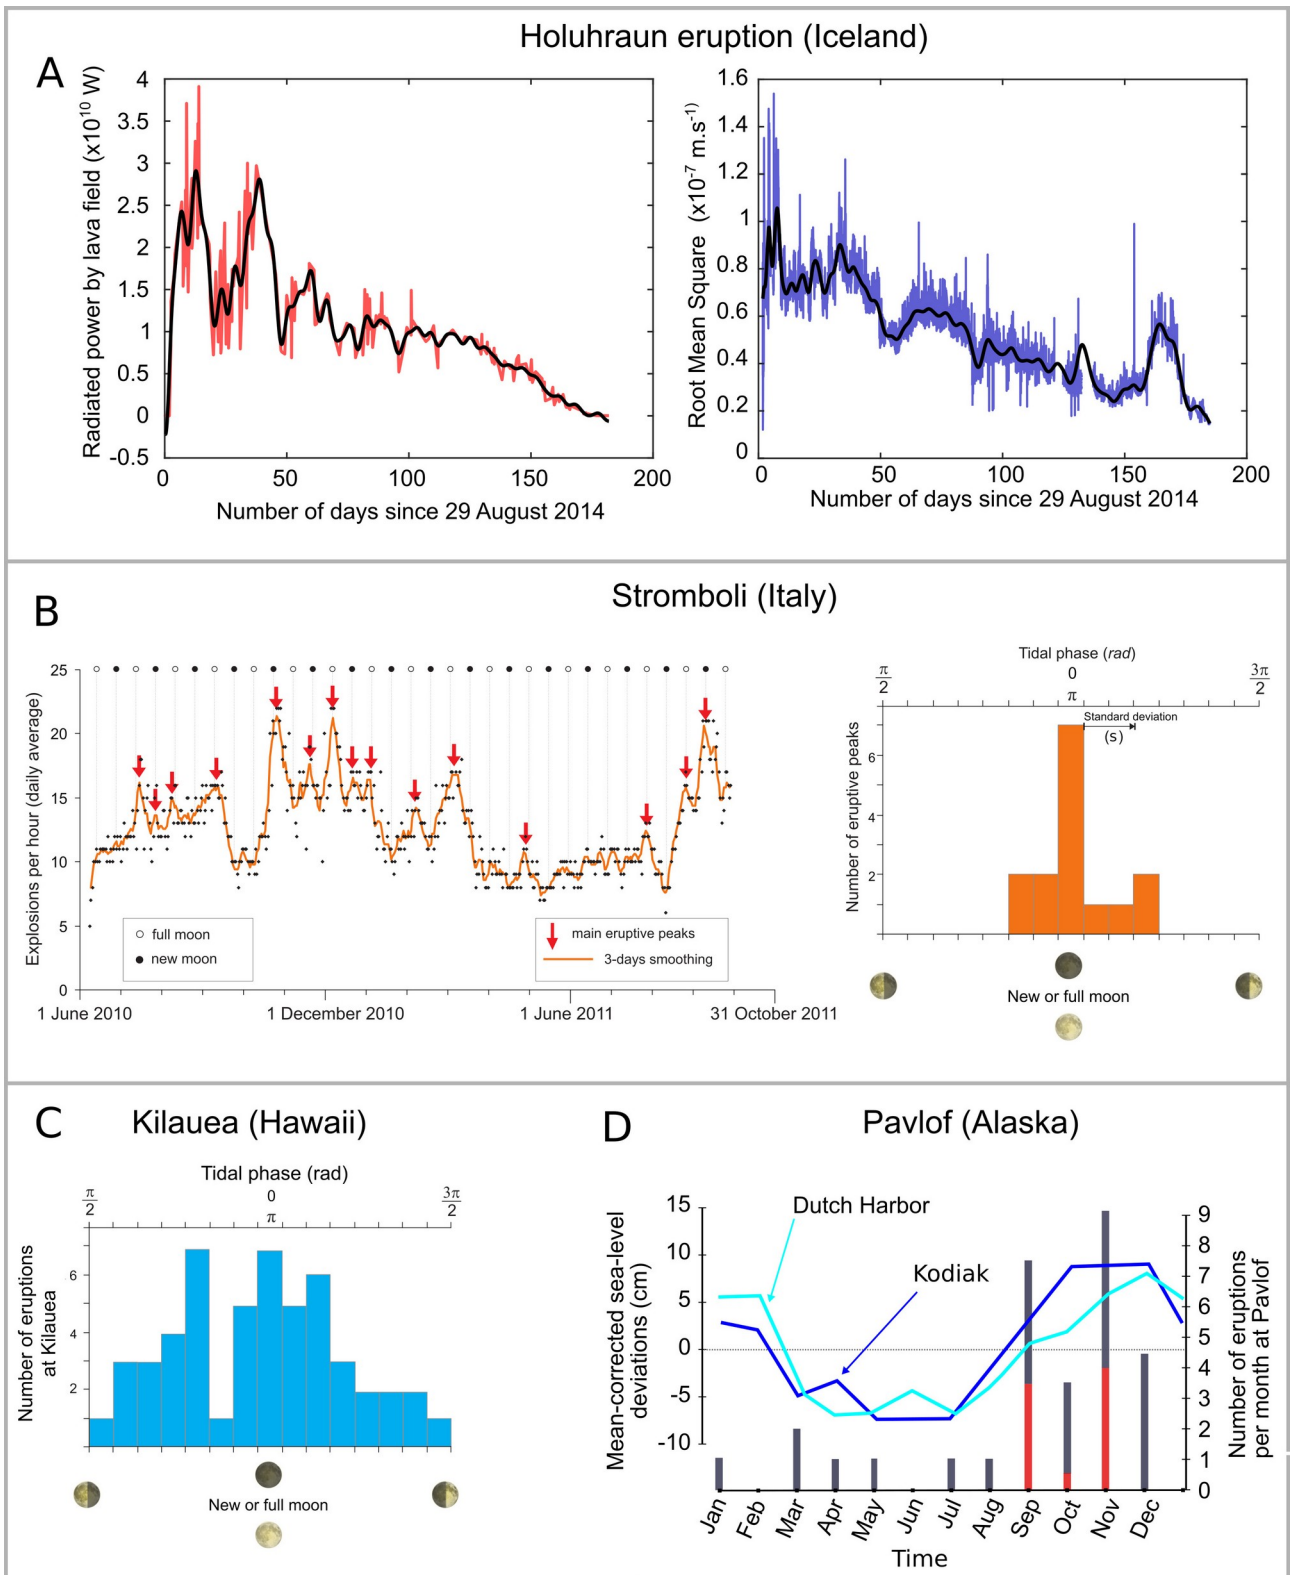 Holuhraun eruption (Iceland)
A
Radiated power by lava field (x10¹⁰ W)
4
3.5
3
2.5
2
1.5
1
0.5
0
-0.5
0 50 100 150 200
Number of days since 29 August 2014
Root Mean Square (x10⁻⁷ m.s⁻¹)
1.6
1.4
1.2
1
0.8
0.6
0.4
0.2
0
0 50 100 150 200
Number of days since 29 August 2014
B
Stromboli (Italy)
Explosions per hour (daily average)
25
20
15
10
5
0
full moon
new moon
main eruptive peaks
3-days smoothing
1 June 2010 1 December 2010 1 June 2011 31 October 2011
Tidal phase (rad)
π/2 0 3π/2
π
Standard deviation
(s)
Number of eruptive peaks
6
4
2
New or full moon
C
Kilauea (Hawaii)
Tidal phase (rad)
π/2 0 3π/2
π
Number of eruptions
at Kilauea
6
4
2
New or full moon
D
Pavlof (Alaska)
Mean-corrected sea-level
deviations (cm)
15
10
5
0
-5
-10
Dutch Harbor
Kodiak
9
8
7
6
5
4
3
2
1
0
Number of eruptions
per month at Pavlof
Jan Feb Mar Apr May Jun Jul Aug Sep Oct Nov Dec
Time